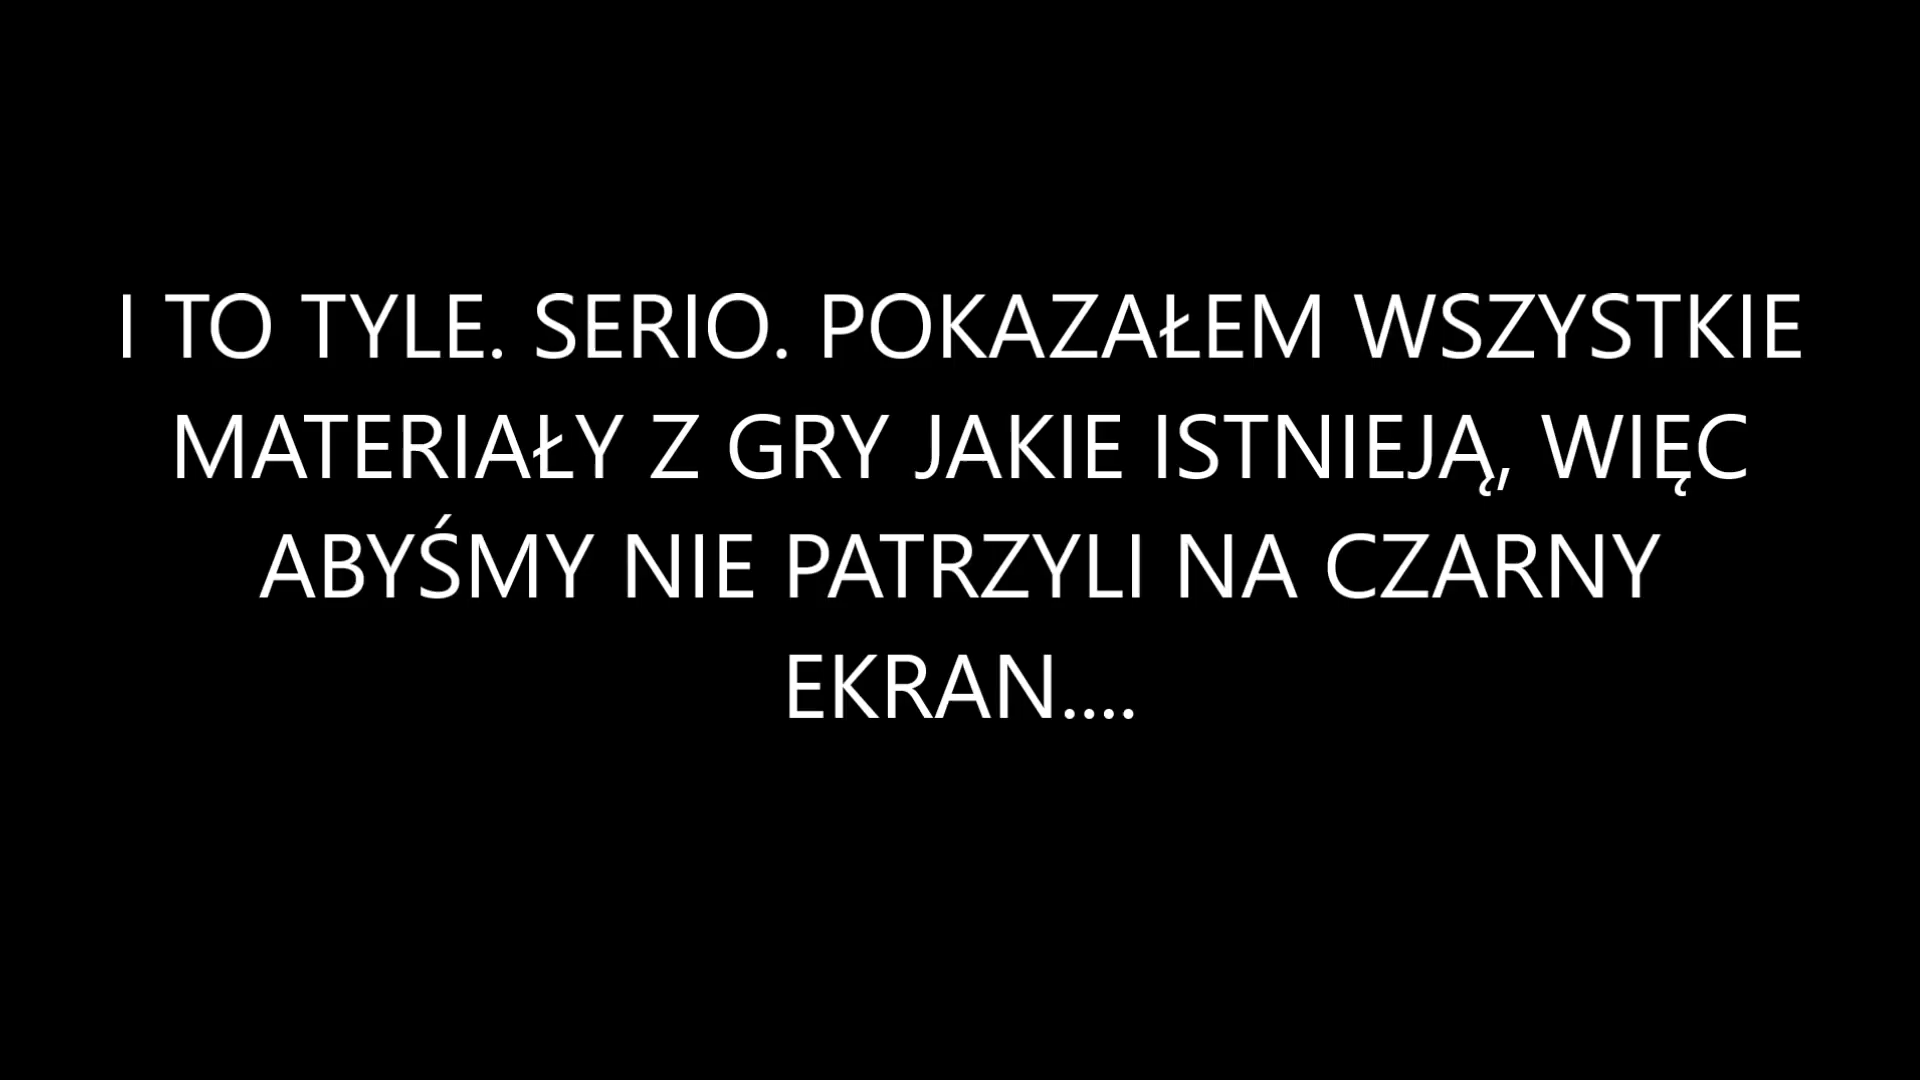 I TO TYLE. SERIO. POKAZAŁEM WSZYSTKIE
MATERIAŁY Z GRY JAKIE ISTNIEJĄ, WIĘC
ABYŚMY NIE PATRZYLI NA CZARNY
EKRAN....